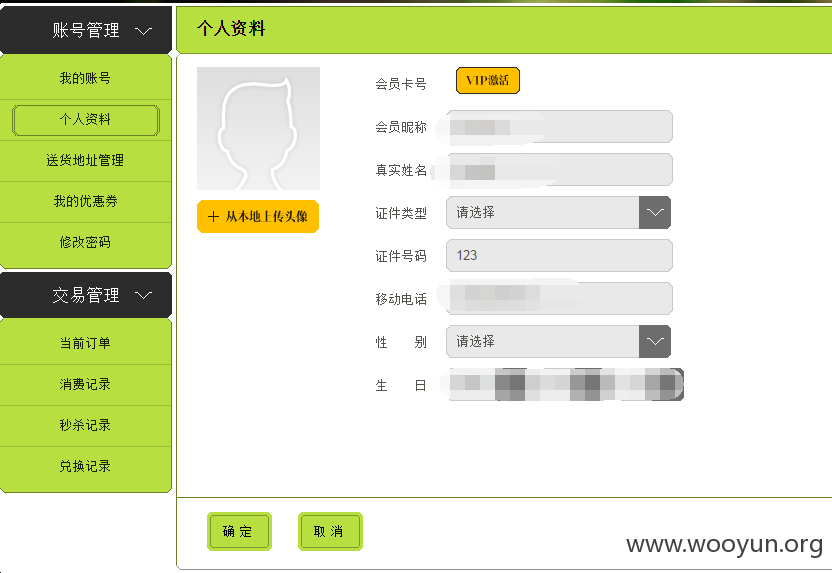 账号管理
我的账号
个人资料
送货地址管理
我的优惠券
修改密码
交易管理
当前订单
消费记录
秒杀记录
兑换记录
个人资料
+ 从本地上传头像
会员卡号 VIP激活
会员昵称
真实姓名
证件类型 请选择
证件号码 123
移动电话
性 别 请选择
生 日
确 定 取 消
www.wooyun.org